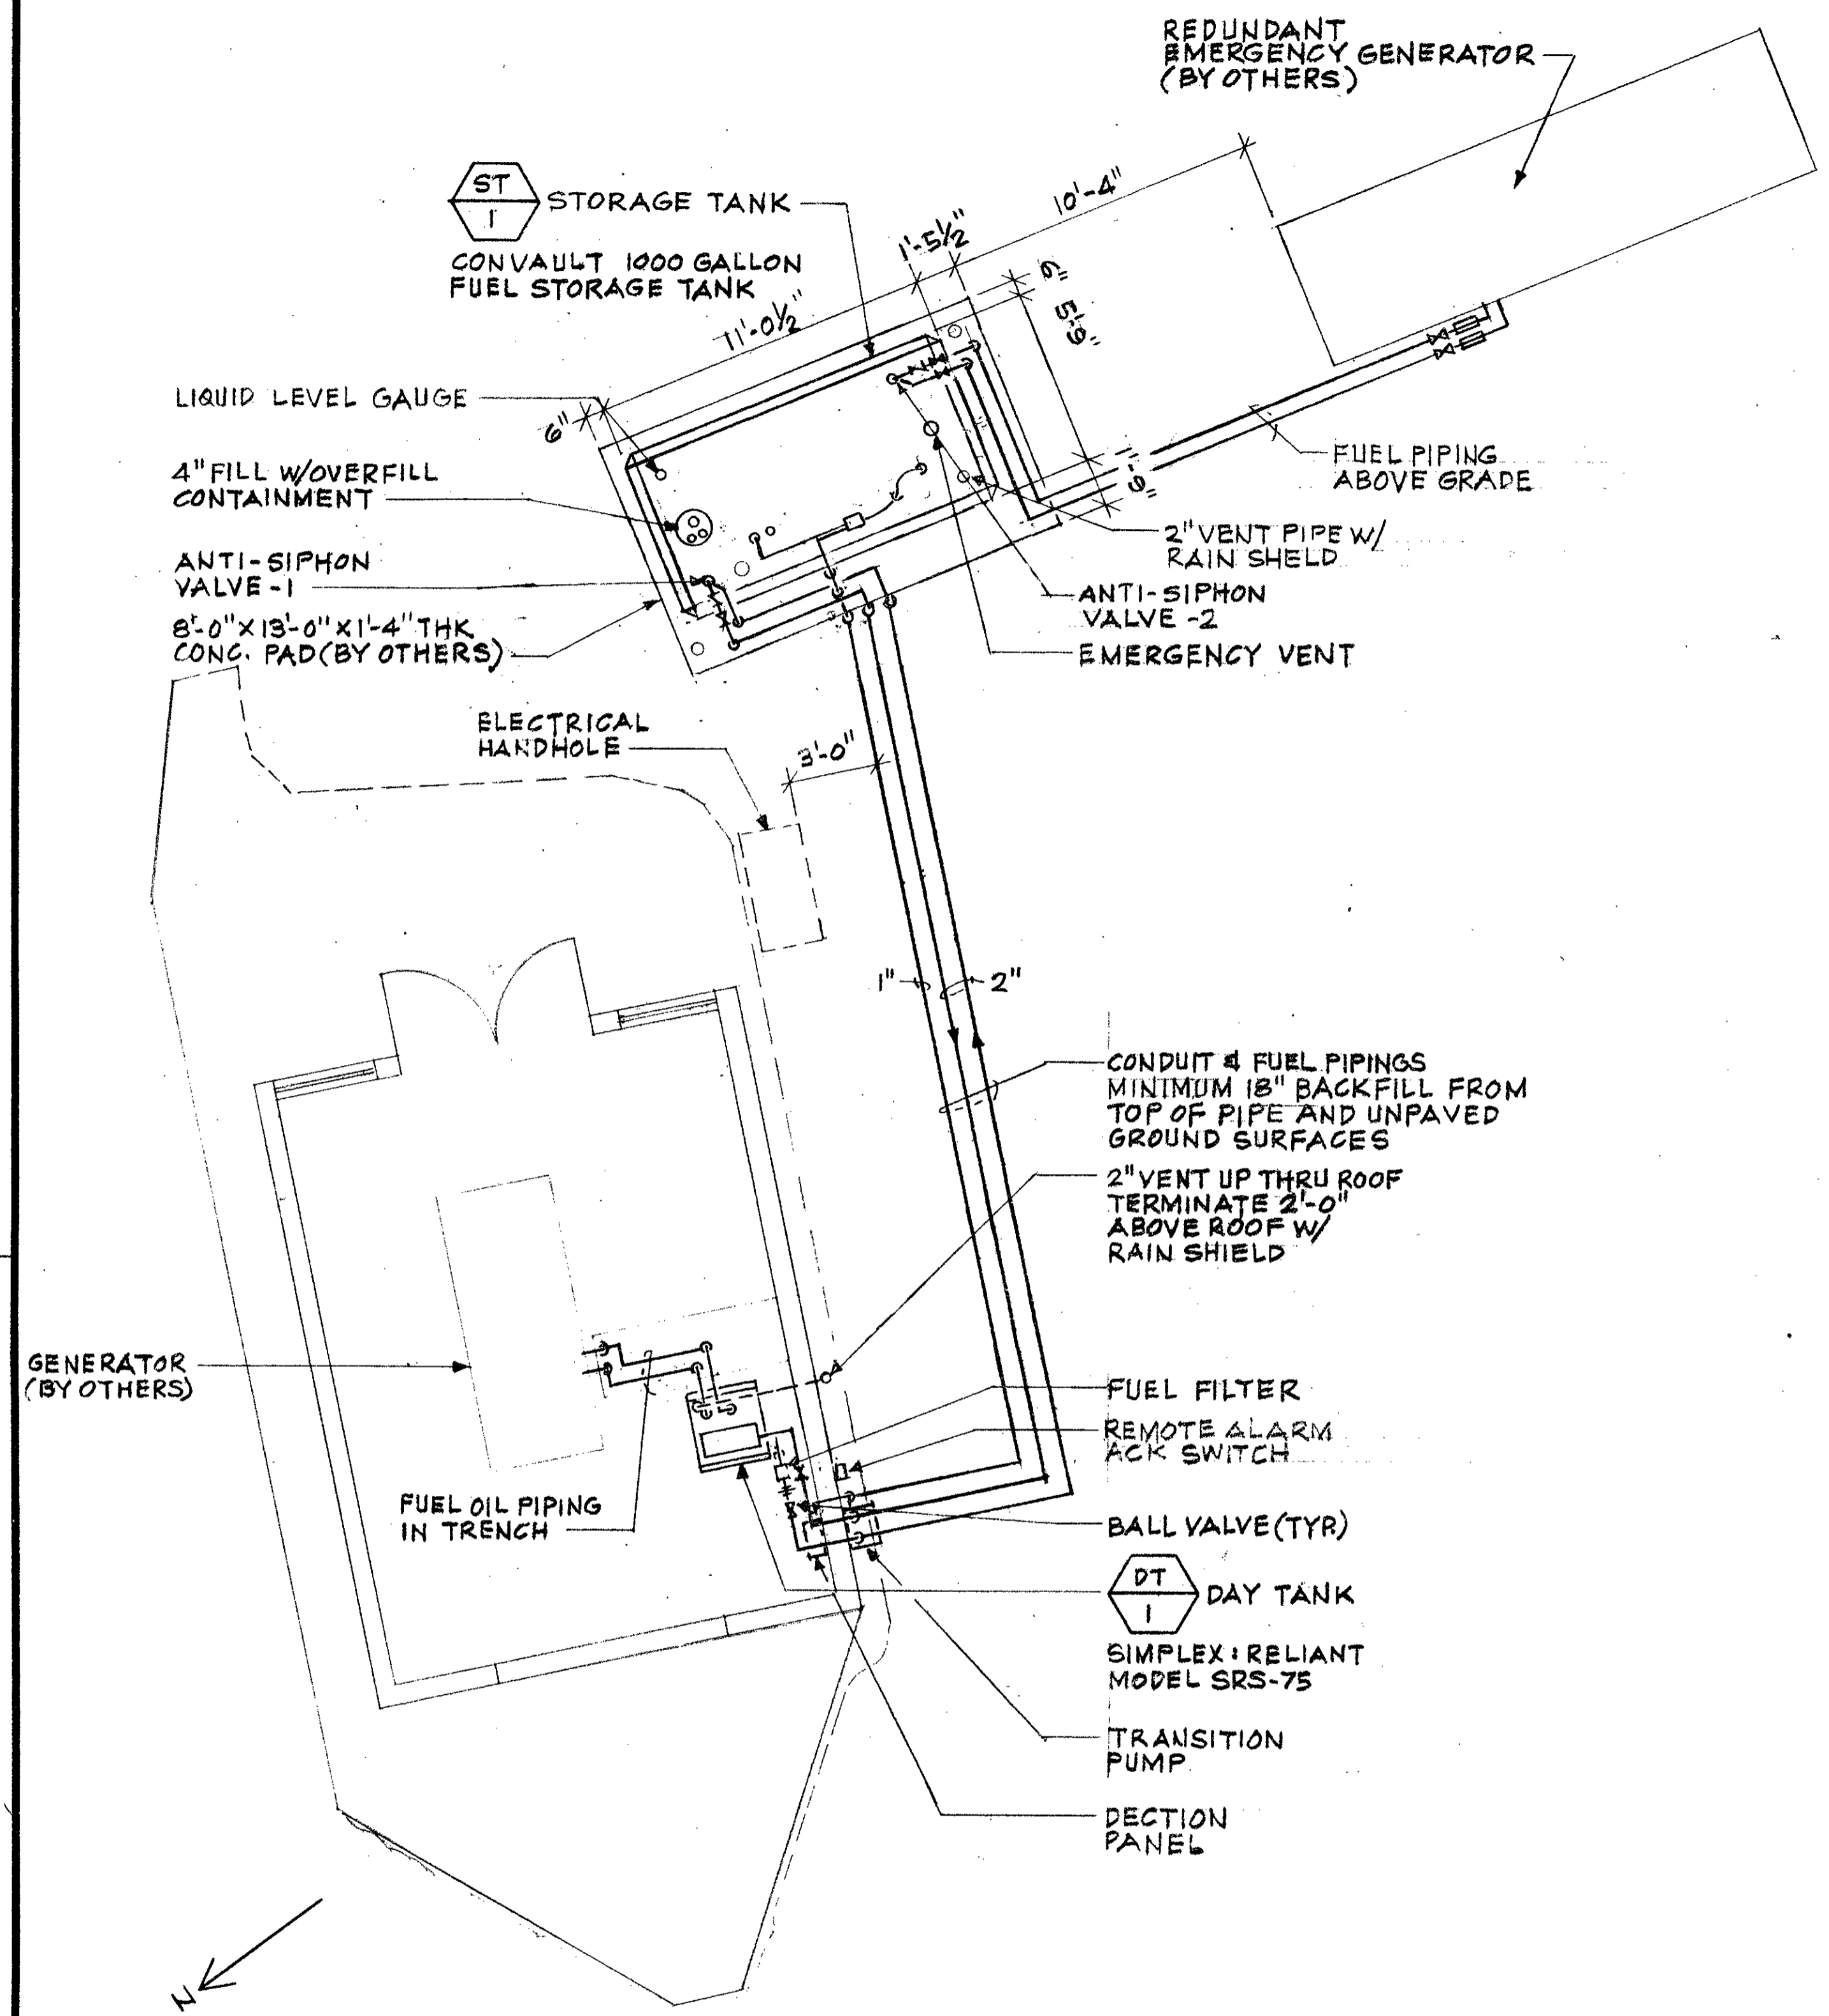 REDUNDANT
EMERGENCY GENERATOR
(BY OTHERS)
10'-4"
ST
1
STORAGE TANK
CONVAULT 1000 GALLON
FUEL STORAGE TANK
1'-5½"
11'-0½"
6"
5'-9"
LIQUID LEVEL GAUGE
6"
4" FILL W/OVERFILL
CONTAINMENT
FUEL PIPING
ABOVE GRADE
1'-9"
2" VENT PIPE W/
RAIN SHIELD
ANTI-SIPHON
VALVE -1
ANTI-SIPHON
VALVE -2
8'-0" X 13'-0" X 1'-4" THK
CONC. PAD (BY OTHERS)
EMERGENCY VENT
ELECTRICAL
HANDHOLE
3'-0"
1"
2"
CONDUIT & FUEL PIPINGS
MINIMUM 18" BACKFILL FROM
TOP OF PIPE AND UNPAVED
GROUND SURFACES
2" VENT UP THRU ROOF
TERMINATE 2'-0"
ABOVE ROOF W/
RAIN SHIELD
GENERATOR
(BY OTHERS)
FUEL FILTER
REMOTE ALARM
ACK SWITCH
FUEL OIL PIPING
IN TRENCH
BALL VALVE (TYP.)
DT
1
DAY TANK
SIMPLEX: RELIANT
MODEL SRS-75
TRANSITION
PUMP
DECTION
PANEL
N